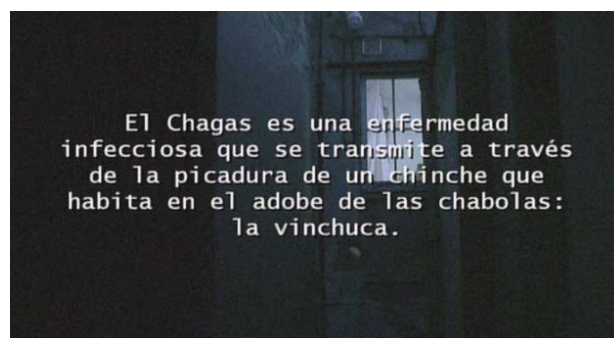 El Chagas es una enfermedad
infecciosa que se transmite a través
de la picadura de un chinche que
habita en el adobe de las chabolas:
la vinchuca.